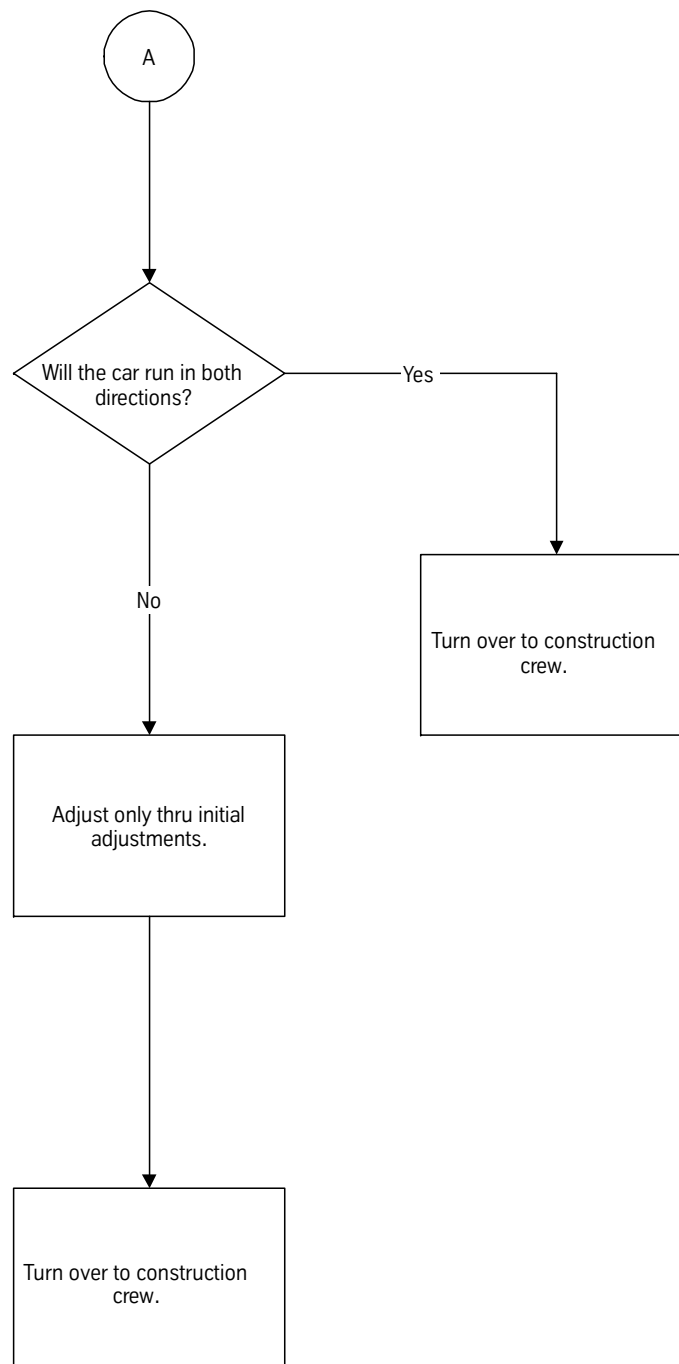 A
Will the car run in both
directions?
Yes
No
Turn over to construction
crew.
Adjust only thru initial
adjustments.
Turn over to construction
crew.